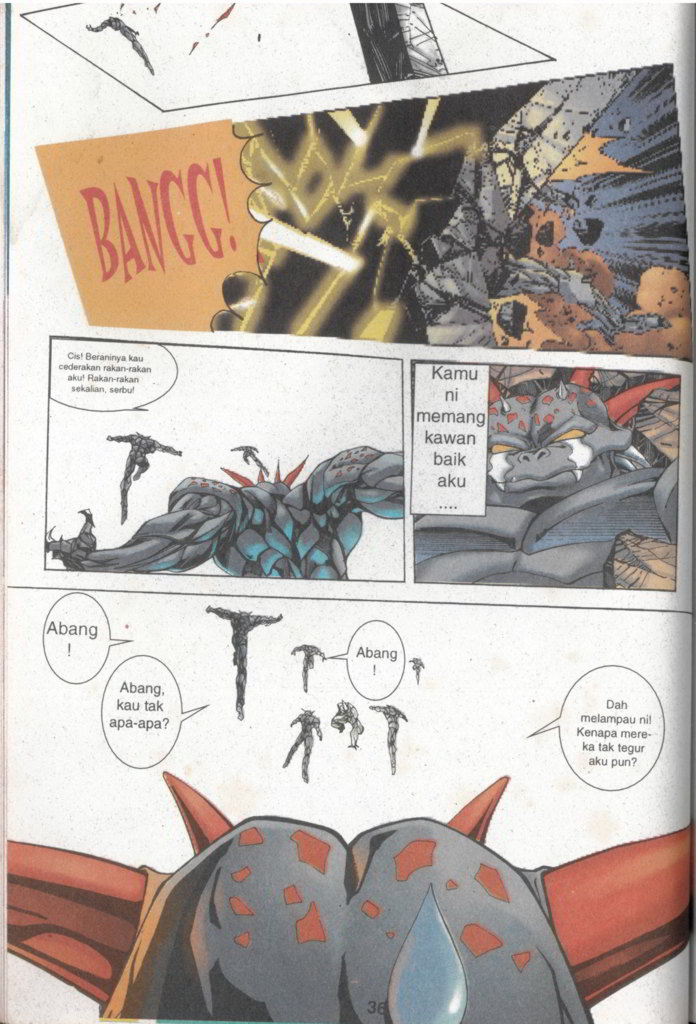 BANGG!
Cis! Beraninya kau
cederakan rakan-rakan
aku! Rakan-rakan
sekalian, serbu!
Kamu
ni
memang
kawan
baik
aku
....
Abang
!
Abang,
kau tak
apa-apa?
Abang
!
Dah
melampau ni!
Kenapa mere-
ka tak tegur
aku pun?
36